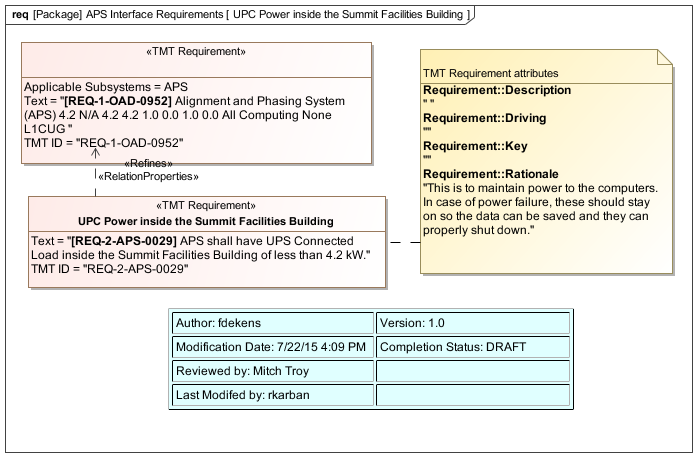 req [Package] APS Interface Requirements [ UPC Power inside the Summit Facilities Building ]
«TMT Requirement»
Applicable Subsystems = APS
Text = "[REQ-1-OAD-0952] Alignment and Phasing System
(APS) 4.2 N/A 4.2 4.2 1.0 0.0 1.0 0.0 All Computing None
L1CUG "
TMT ID = "REQ-1-OAD-0952"
«Refines»
«RelationProperties»
«TMT Requirement»
UPC Power inside the Summit Facilities Building
Text = "[REQ-2-APS-0029] APS shall have UPS Connected
Load inside the Summit Facilities Building of less than 4.2 kW."
TMT ID = "REQ-2-APS-0029"
TMT Requirement attributes
Requirement::Description
" "
Requirement::Driving
""
Requirement::Key
""
Requirement::Rationale
"This is to maintain power to the computers.
In case of power failure, these should stay
on so the data can be saved and they can
properly shut down."
Author: fdekens
Version: 1.0
Modification Date: 7/22/15 4:09 PM
Completion Status: DRAFT
Reviewed by: Mitch Troy
Last Modifed by: rkarban